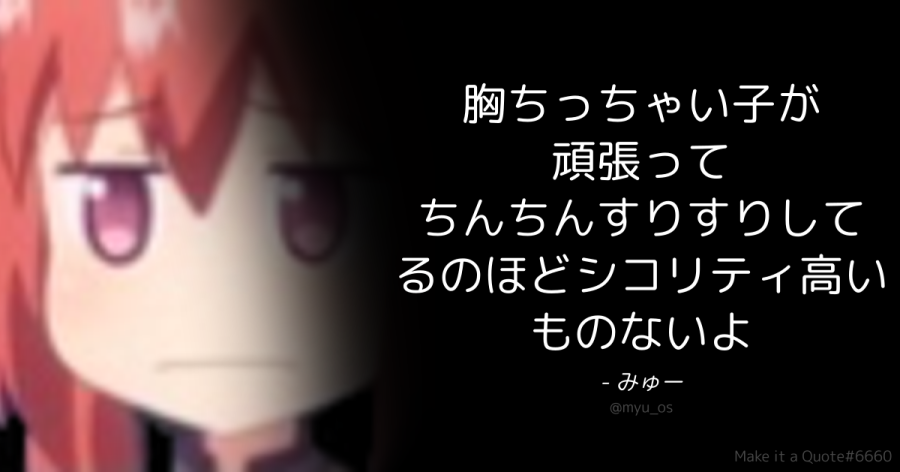 胸ちっちゃい子が
頑張って
ちんちんすりすりして
るのほどシコリティ高い
ものないよ
- みゅー
@myu_os
Make it a Quote#6660